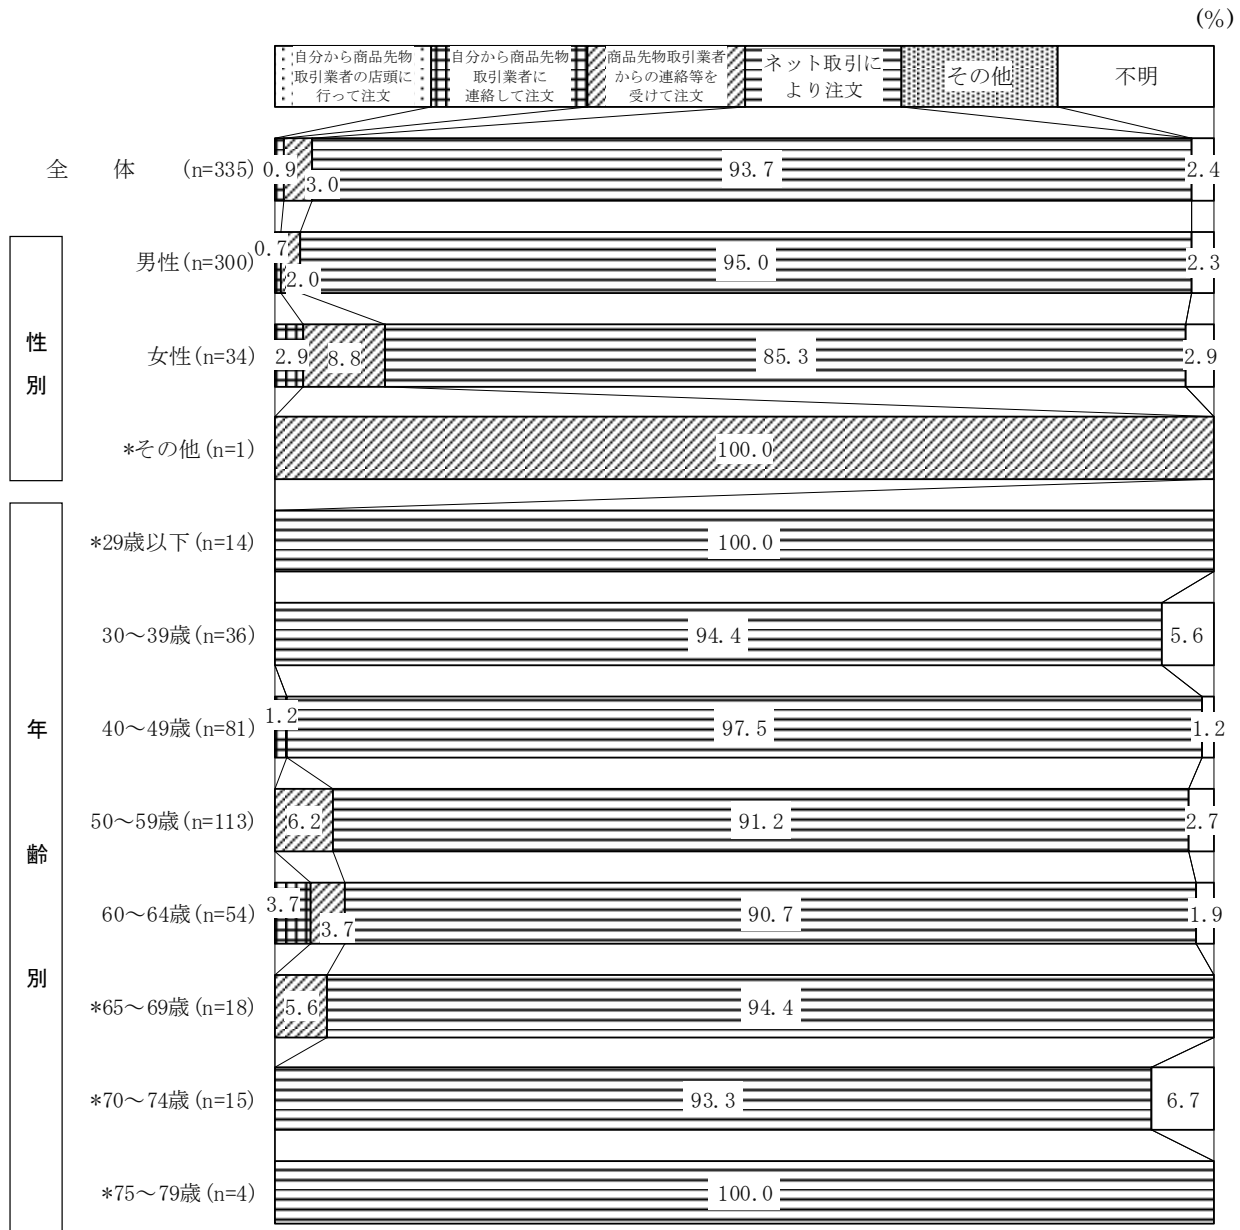 (%)
自分から商品先物
取引業者の店頭に
行って注文
自分から商品先物
取引業者に
連絡して注文
商品先物取引業者
からの連絡等を
受けて注文
ネット取引に
より注文
その他
不明
全 体 (n=335) 0.9 3.0 93.7 2.4
性別
男性(n=300) 0.7 2.0 95.0 2.3
女性(n=34) 2.9 8.8 85.3 2.9
*その他(n=1) 100.0
年齢別
*29歳以下(n=14) 100.0
30～39歳(n=36) 94.4 5.6
40～49歳(n=81) 1.2 97.5 1.2
50～59歳(n=113) 6.2 91.2 2.7
60～64歳(n=54) 3.7 3.7 90.7 1.9
*65～69歳(n=18) 5.6 94.4
*70～74歳(n=15) 93.3 6.7
*75～79歳(n=4) 100.0